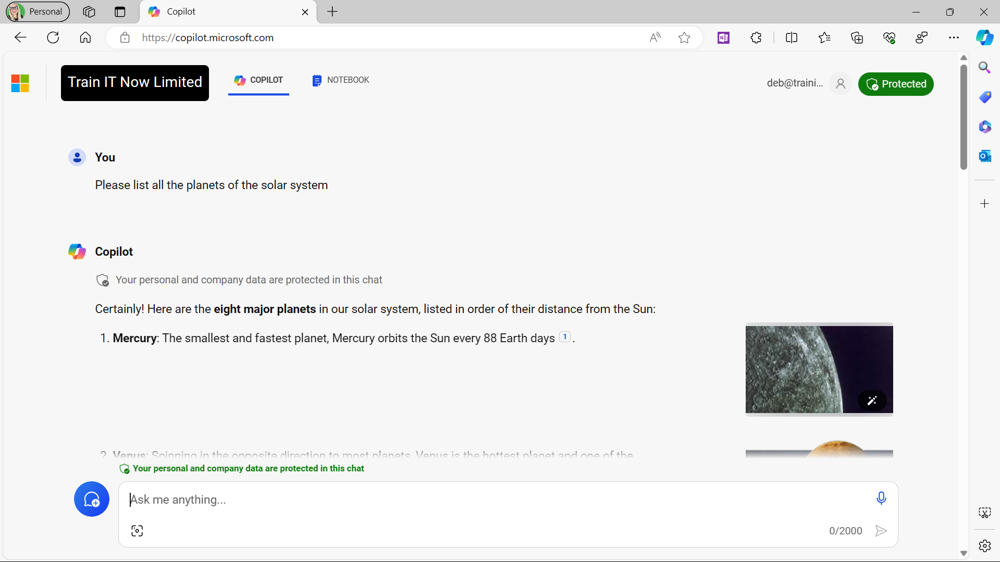 Personal
Copilot
https://copilot.microsoft.com
Train IT Now Limited
COPILOT
NOTEBOOK
deb@traini...
Protected
You
Please list all the planets of the solar system
Copilot
Your personal and company data are protected in this chat
Certainly! Here are the eight major planets in our solar system, listed in order of their distance from the Sun:
1. Mercury: The smallest and fastest planet, Mercury orbits the Sun every 88 Earth days 1 .
2. Venus: Spinning in the opposite direction to most planets, Venus is the hottest planet and one of the
Your personal and company data are protected in this chat
Ask me anything...
0/2000